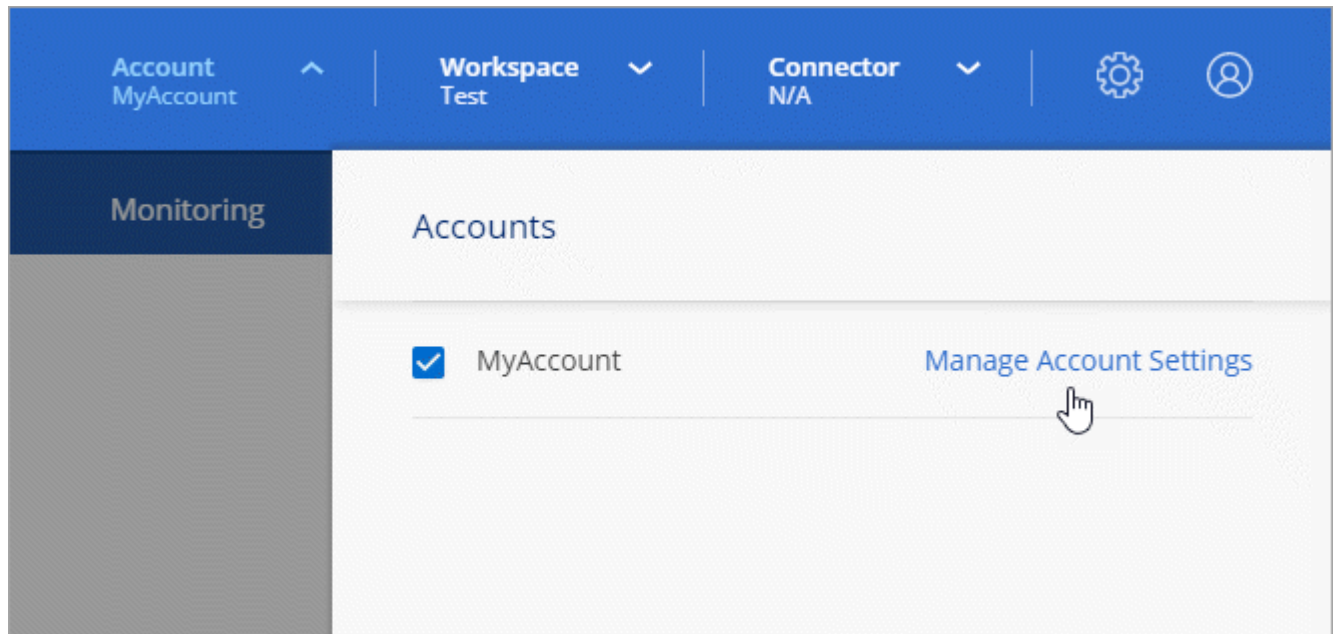 Account
MyAccount
Workspace
Test
Connector
N/A
Monitoring
Accounts
MyAccount
Manage Account Settings